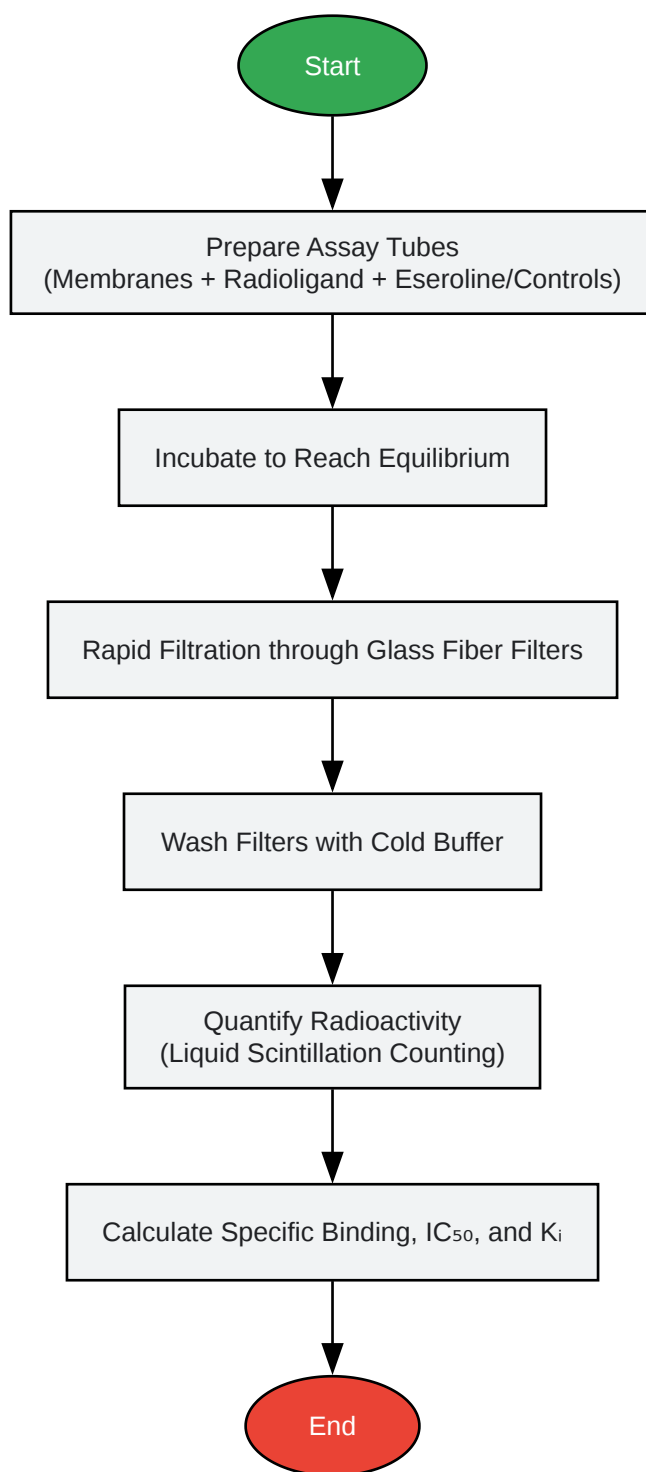 Start
Prepare Assay Tubes
(Membranes + Radioligand + Eseroline/Controls)
Incubate to Reach Equilibrium
Rapid Filtration through Glass Fiber Filters
Wash Filters with Cold Buffer
Quantify Radioactivity
(Liquid Scintillation Counting)
Calculate Specific Binding, IC₅₀, and Kᵢ
End